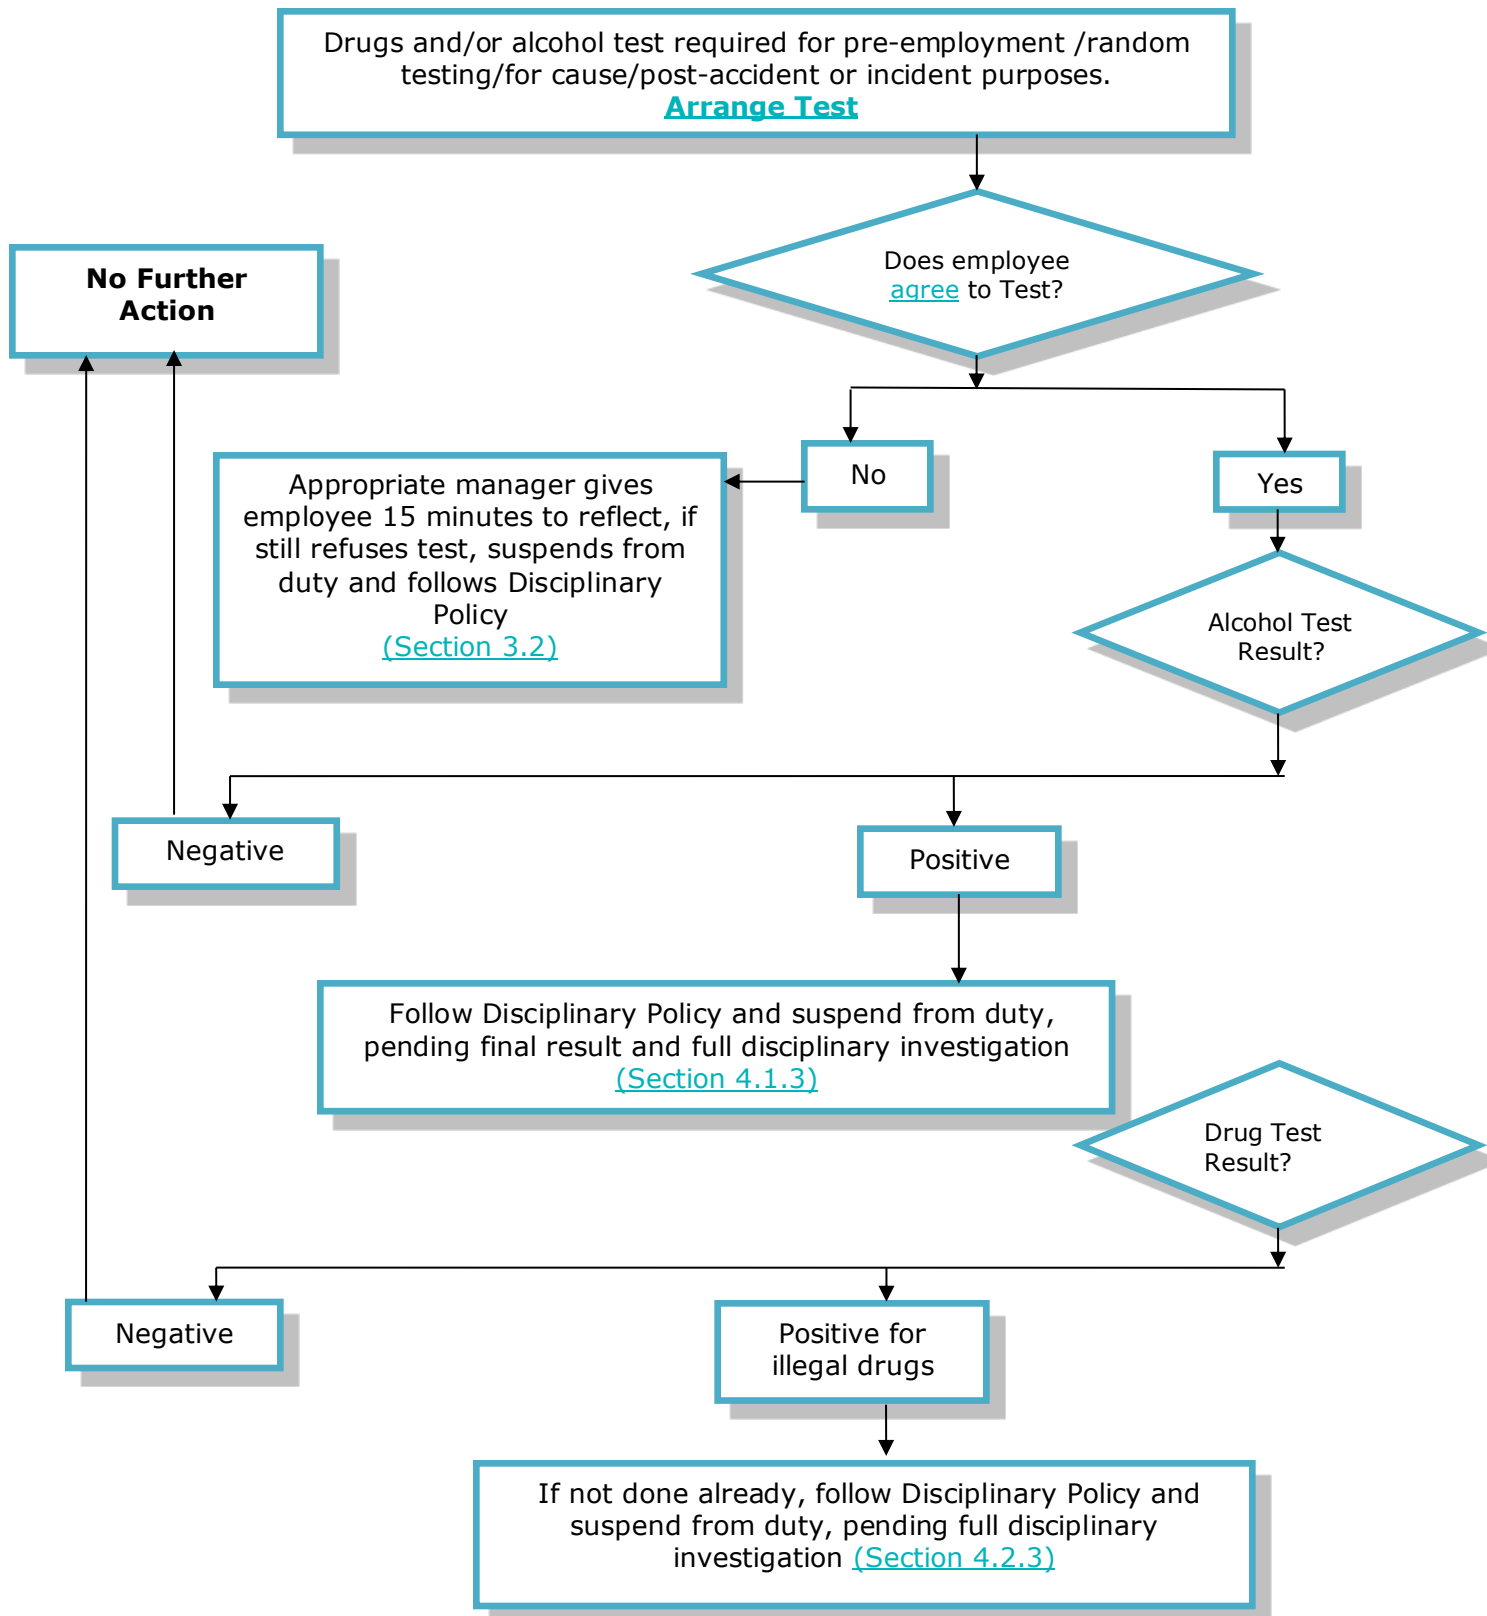 Drugs and/or alcohol test required for pre-employment /random
testing/for cause/post-accident or incident purposes.
Arrange Test
Does employee
agree to Test?
No Further
Action
No
Yes
Appropriate manager gives
employee 15 minutes to reflect, if
still refuses test, suspends from
duty and follows Disciplinary
Policy
(Section 3.2)
Alcohol Test
Result?
Negative
Positive
Follow Disciplinary Policy and suspend from duty,
pending final result and full disciplinary investigation
(Section 4.1.3)
Drug Test
Result?
Negative
Positive for
illegal drugs
If not done already, follow Disciplinary Policy and
suspend from duty, pending full disciplinary
investigation (Section 4.2.3)